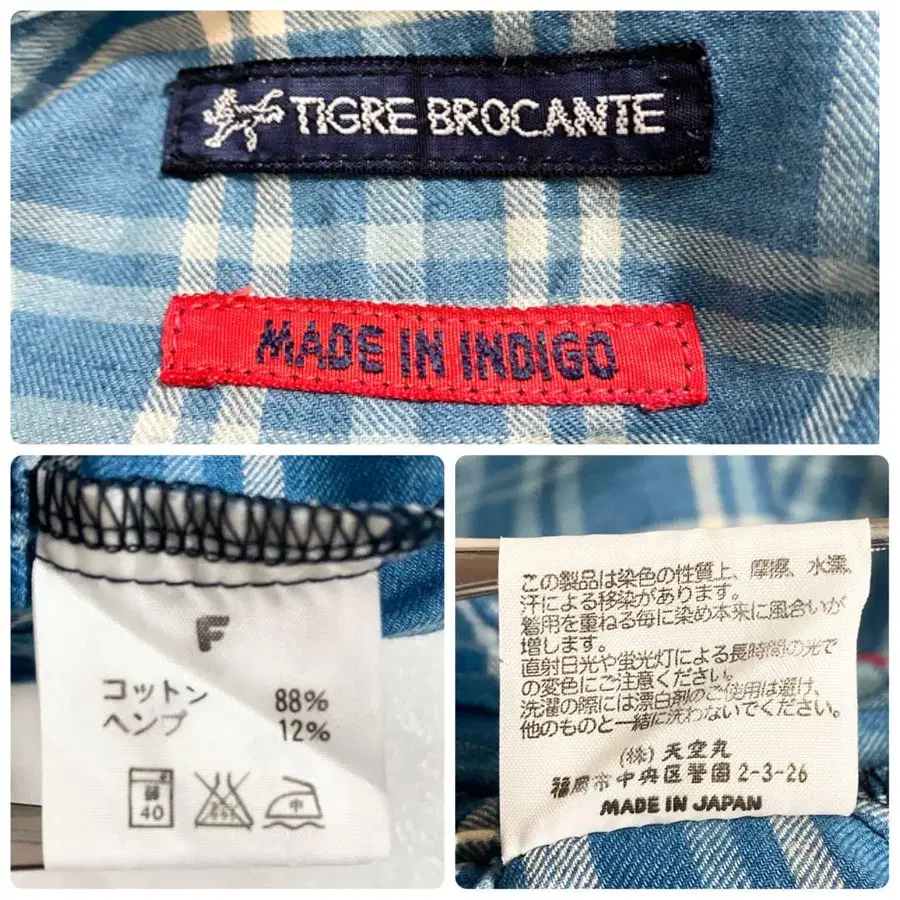 TIGRE BROCANTE
MADE IN INDIGO
F
コットン 88%
ヘンプ 12%
弱
40
中
この製品は染色の性質上、摩擦、水濡、
汗による移染があります。
着用を重ねる毎に染め本来に風合いが
増します。
直射日光や蛍光灯による長時間の光で
の変色にご注意ください。
洗濯の際には漂白剤のご使用は避け、
他のものと一緒に洗わないでください。
(株)天空丸
福岡市中央区警固2-3-26
MADE IN JAPAN